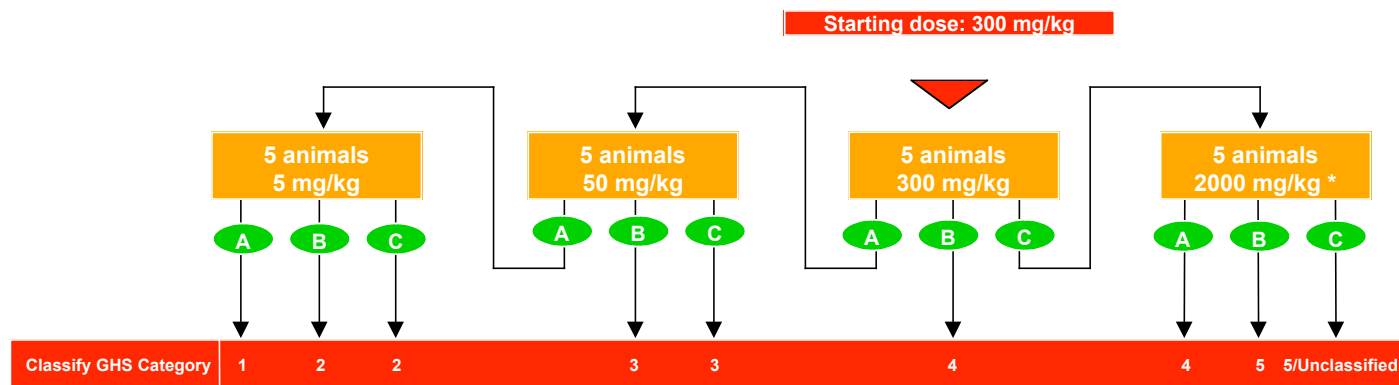 Starting dose: 300 mg/kg
5 animals
5 mg/kg
5 animals
50 mg/kg
5 animals
300 mg/kg
5 animals
2000 mg/kg *
A
B
C
A
B
C
A
B
C
A
B
C
Classify GHS Category 1 2 2 3 3 4 4 5 5/Unclassified